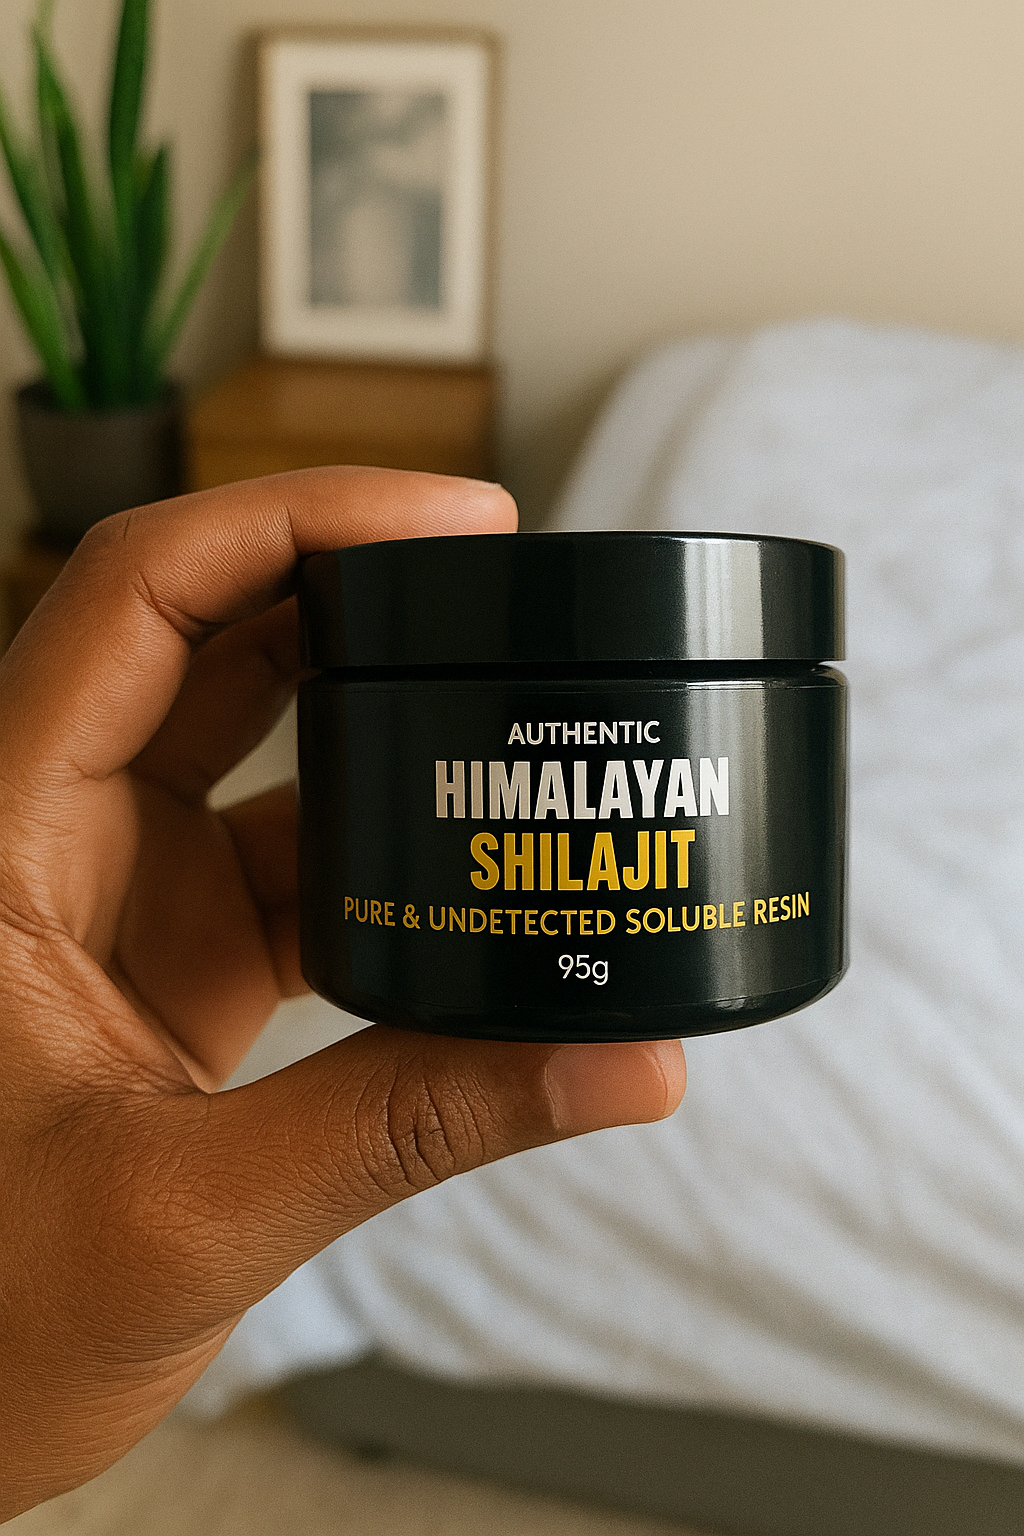 AUTHENTIC
HIMALAYAN
SHILAJIT
PURE & UNDETECTED SOLUBLE RESIN
95g